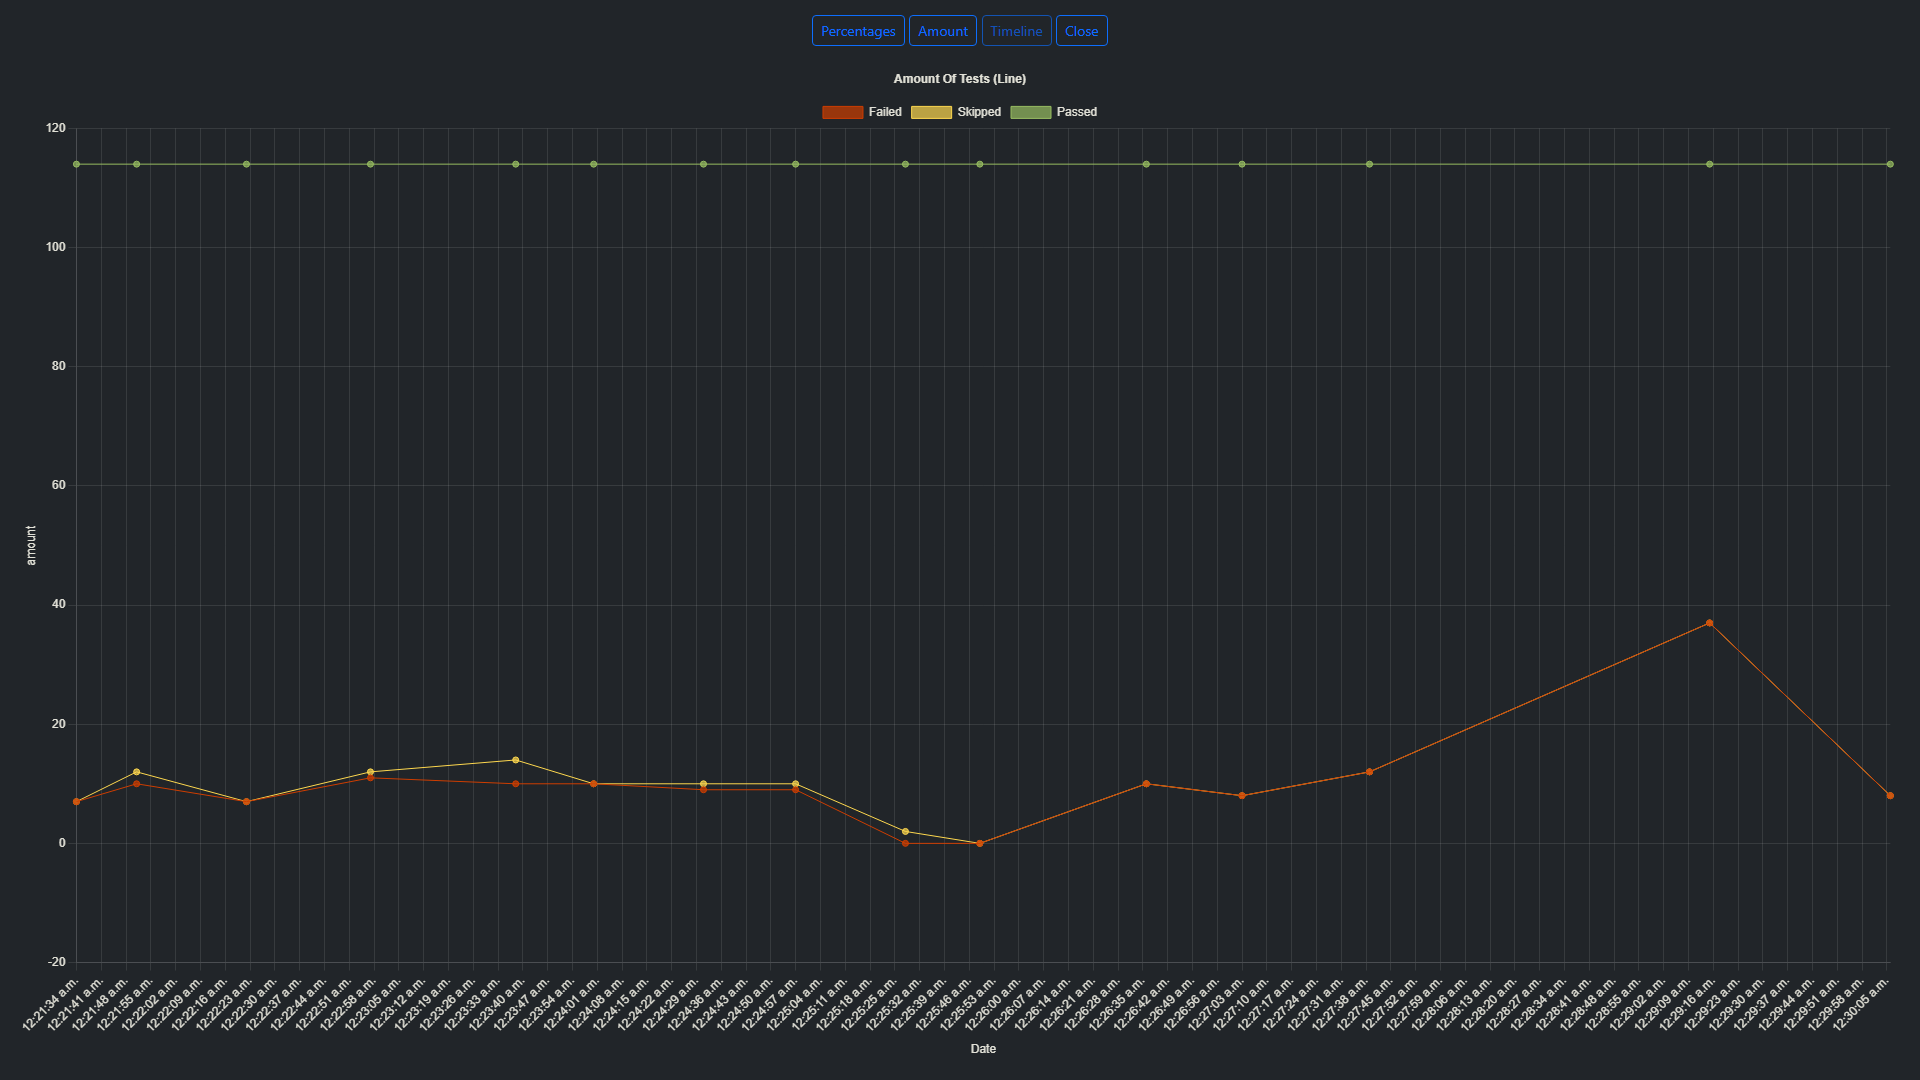 Percentages Amount Timeline Close
Amount Of Tests (Line)
Failed Skipped Passed
120
100
80
60
40
20
0
-20
amount
12:21:34 a.m. 12:21:41 a.m. 12:21:48 a.m. 12:21:55 a.m. 12:22:02 a.m. 12:22:09 a.m. 12:22:16 a.m. 12:22:23 a.m. 12:22:30 a.m. 12:22:37 a.m. 12:22:44 a.m. 12:22:51 a.m. 12:22:58 a.m. 12:23:05 a.m. 12:23:12 a.m. 12:23:19 a.m. 12:23:26 a.m. 12:23:33 a.m. 12:23:40 a.m. 12:23:47 a.m. 12:23:54 a.m. 12:24:01 a.m. 12:24:08 a.m. 12:24:15 a.m. 12:24:22 a.m. 12:24:29 a.m. 12:24:36 a.m. 12:24:43 a.m. 12:24:50 a.m. 12:24:57 a.m. 12:25:04 a.m. 12:25:11 a.m. 12:25:18 a.m. 12:25:25 a.m. 12:25:32 a.m. 12:25:39 a.m. 12:25:46 a.m. 12:25:53 a.m. 12:26:00 a.m. 12:26:07 a.m. 12:26:14 a.m. 12:26:21 a.m. 12:26:28 a.m. 12:26:35 a.m. 12:26:42 a.m. 12:26:49 a.m. 12:26:56 a.m. 12:27:03 a.m. 12:27:10 a.m. 12:27:17 a.m. 12:27:24 a.m. 12:27:31 a.m. 12:27:38 a.m. 12:27:45 a.m. 12:27:52 a.m. 12:27:59 a.m. 12:28:06 a.m. 12:28:13 a.m. 12:28:20 a.m. 12:28:27 a.m. 12:28:34 a.m. 12:28:41 a.m. 12:28:48 a.m. 12:28:55 a.m. 12:29:02 a.m. 12:29:09 a.m. 12:29:16 a.m. 12:29:23 a.m. 12:29:30 a.m. 12:29:37 a.m. 12:29:44 a.m. 12:29:51 a.m. 12:29:58 a.m. 12:30:05 a.m.
Date